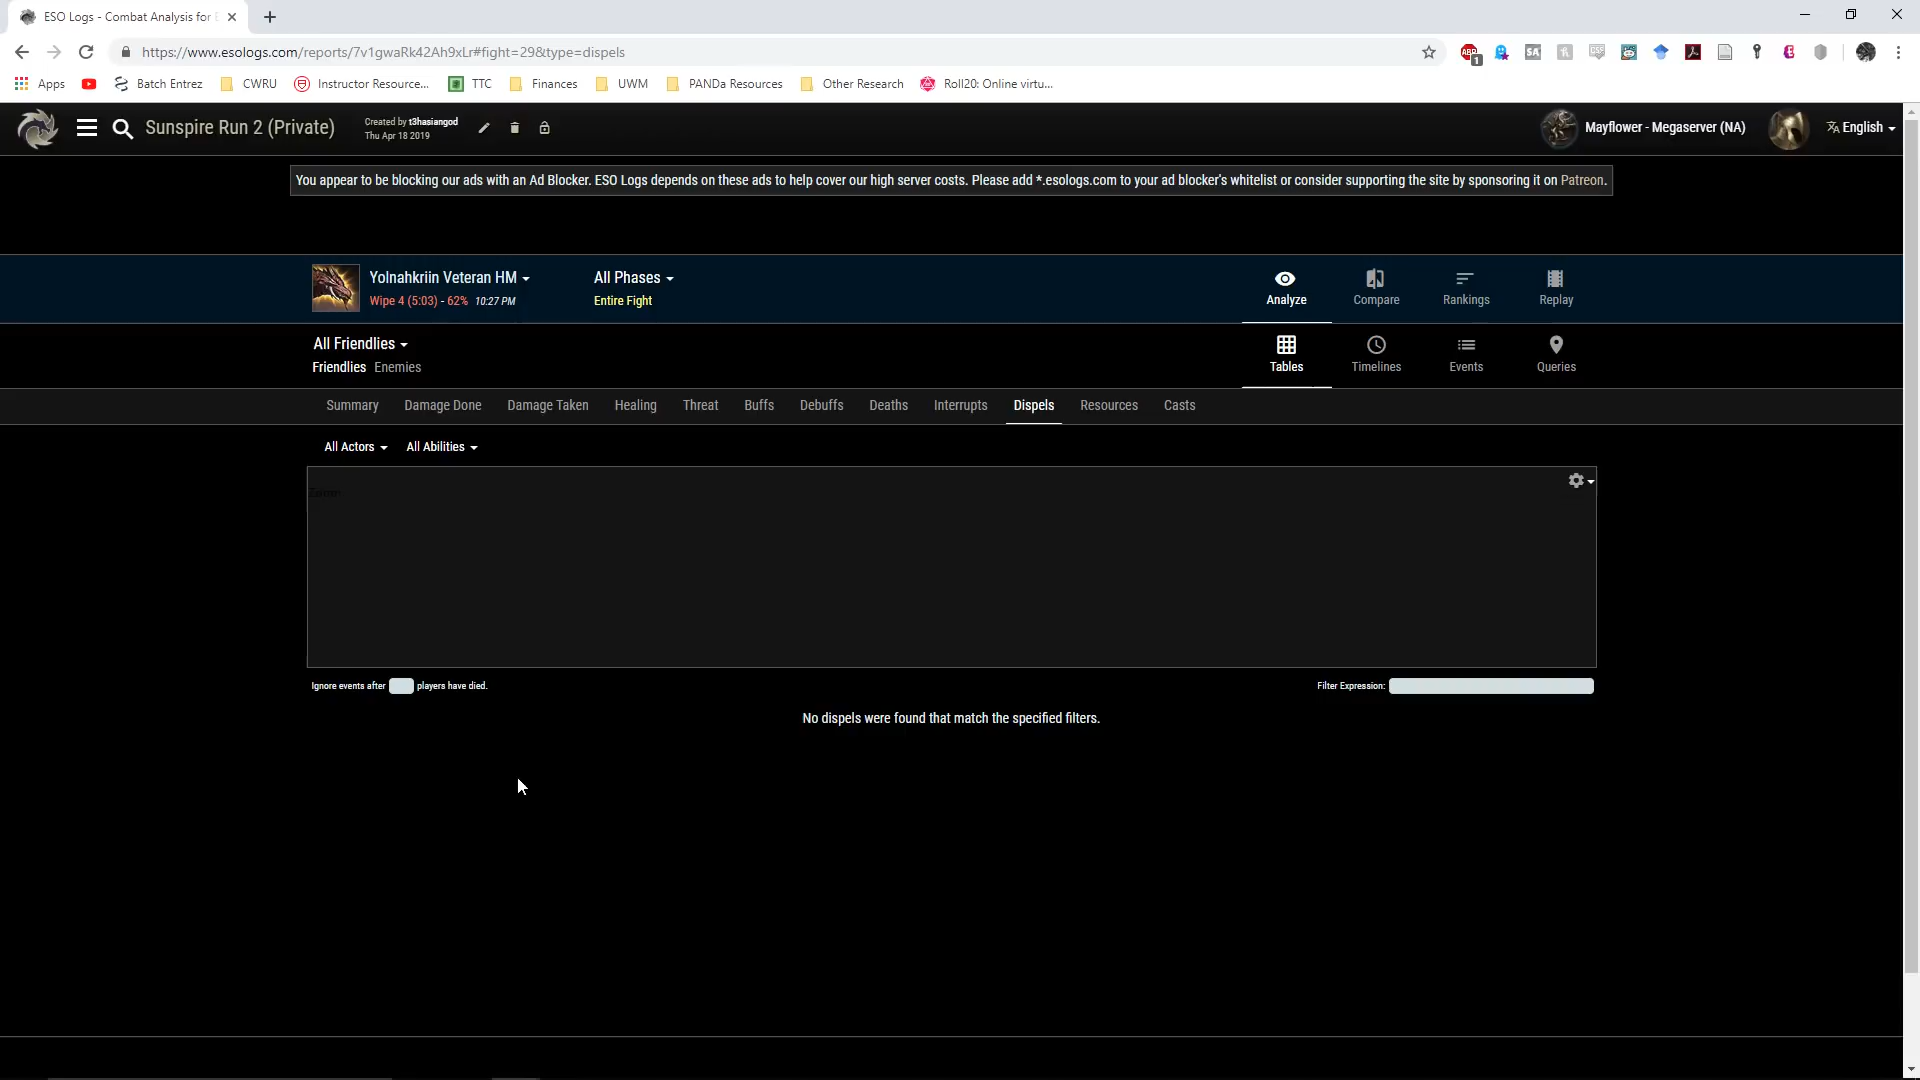 ESO Logs - Combat Analysis for E
https://www.esologs.com/reports/7v1gwaRk42Ah9xLr#fight=29&type=dispels
ABP
1
SA
CSP
Apps
Batch Entrez
CWRU
Instructor Resource...
TTC
Finances
UWM
PANDa Resources
Other Research
Roll20: Online virtu...
Sunspire Run 2 (Private)
Created by t3hasiangod
Thu Apr 18 2019
Mayflower - Megaserver (NA)
English
You appear to be blocking our ads with an Ad Blocker. ESO Logs depends on these ads to help cover our high server costs. Please add *.esologs.com to your ad blocker's whitelist or consider supporting the site by sponsoring it on Patreon.
Yolnahkriin Veteran HM
Wipe 4 (5:03) - 62% 10:27 PM
All Phases
Entire Fight
Analyze
Compare
Rankings
Replay
All Friendlies
Friendlies Enemies
Tables
Timelines
Events
Queries
Summary
Damage Done
Damage Taken
Healing
Threat
Buffs
Debuffs
Deaths
Interrupts
Dispels
Resources
Casts
All Actors
All Abilities
Ignore events after players have died.
Filter Expression:
No dispels were found that match the specified filters.